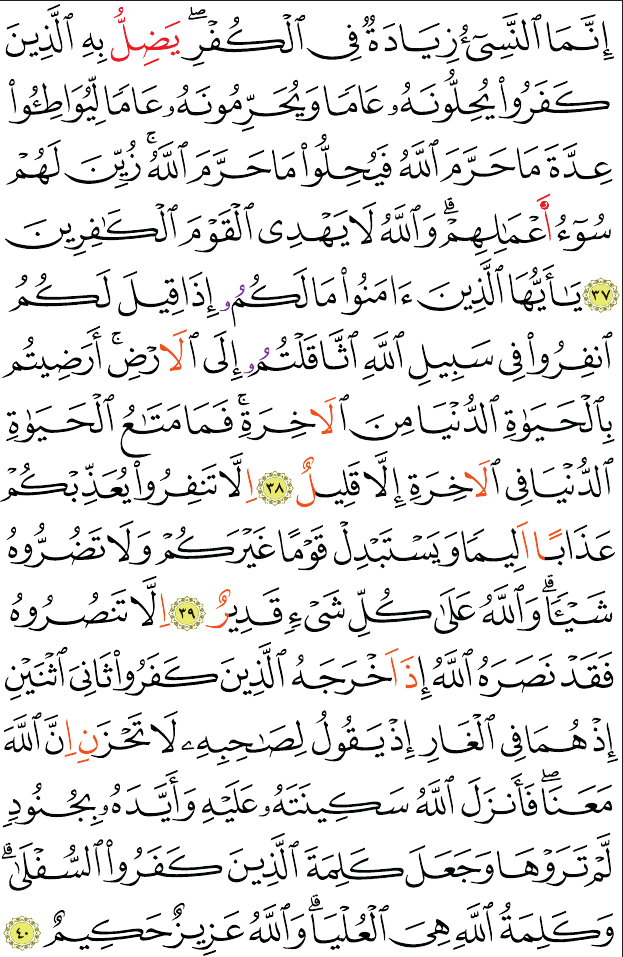 إِنَّمَا ٱلنَّسِىٓءُ زِيَادَةٌ فِى ٱلْكُفْرِ ۖ يَضِلُّ بِهِ ٱلَّذِينَ
كَفَرُواْ يُحِلُّونَهُۥ عَامًا وَيُحَرِّمُونَهُۥ عَامًا لِّيُوَاطِـُٔواْ
عِدَّةَ مَا حَرَّمَ ٱللَّهُ فَيُحِلُّواْ مَا حَرَّمَ ٱللَّهُ ۚ زُيِّنَ لَهُمْ
سُوٓءُ أَعْمَـٰلِهِمْ ۗ وَٱللَّهُ لَا يَهْدِى ٱلْقَوْمَ ٱلْكَـٰفِرِينَ
٣٧ يَـٰٓأَيُّهَا ٱلَّذِينَ ءَامَنُواْ مَا لَكُمُۥ إِذَا قِيلَ لَكُمُ
ٱنفِرُواْ فِى سَبِيلِ ٱللَّهِ ٱثَّاقَلْتُمُۥ إِلَى ٱلَارْضِ ۚ أَرَضِيتُم
بِٱلْحَيَوٰةِ ٱلدُّنْيَا مِنَ ٱلَاخِرَةِ ۚ فَمَا مَتَـٰعُ ٱلْحَيَوٰةِ
ٱلدُّنْيَا فِى ٱلَاخِرَةِ إِلَّا قَلِيلٌ ٣٨ اِلَّا تَنفِرُواْ يُعَذِّبْكُمْ
عَذَابًا اَلِيمًا وَيَسْتَبْدِلْ قَوْمًا غَيْرَكُمْ وَلَا تَضُرُّوهُ
شَيْـًٔا ۗ وَٱللَّهُ عَلَىٰ كُلِّ شَىْءٍ قَدِيرٌ ٣٩ اِلَّا تَنصُرُوهُ
فَقَدْ نَصَرَهُ ٱللَّهُ إِذَ اَخْرَجَهُ ٱلَّذِينَ كَفَرُواْ ثَانِىَ ٱثْنَيْنِ
إِذْ هُمَا فِى ٱلْغَارِ إِذْ يَقُولُ لِصَـٰحِبِهِۦ لَا تَحْزَنِ اِنَّ ٱللَّهَ
مَعَنَا ۖ فَأَنزَلَ ٱللَّهُ سَكِينَتَهُۥ عَلَيْهِ وَأَيَّدَهُۥ بِجُنُودٍ
لَّمْ تَرَوْهَا وَجَعَلَ كَلِمَةَ ٱلَّذِينَ كَفَرُواْ ٱلسُّفْلَىٰ ۗ
وَكَلِمَةُ ٱللَّهِ هِىَ ٱلْعُلْيَا ۗ وَٱللَّهُ عَزِيزٌ حَكِيمٌ ٤٠